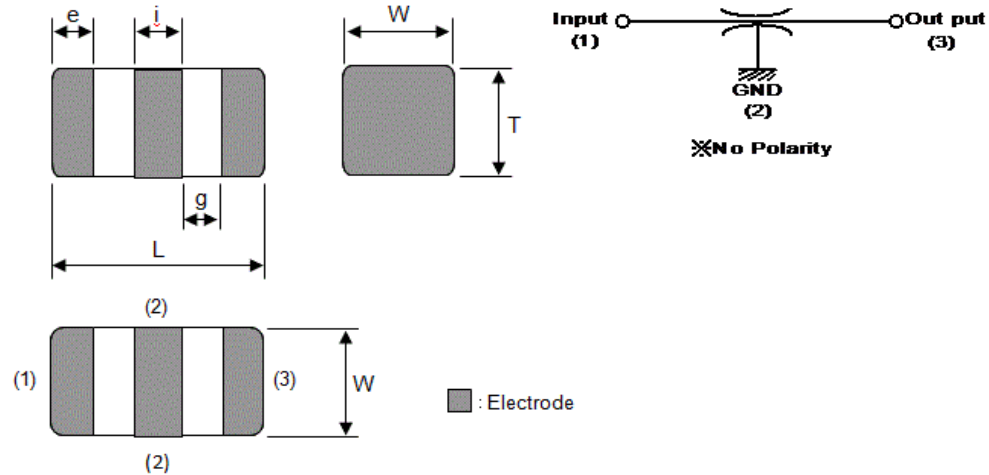 e
i
W
Input
(1)
Out put
(3)
GND
(2)
※No Polarity
T
g
L
(2)
(1)
(3)
W
: Electrode
(2)